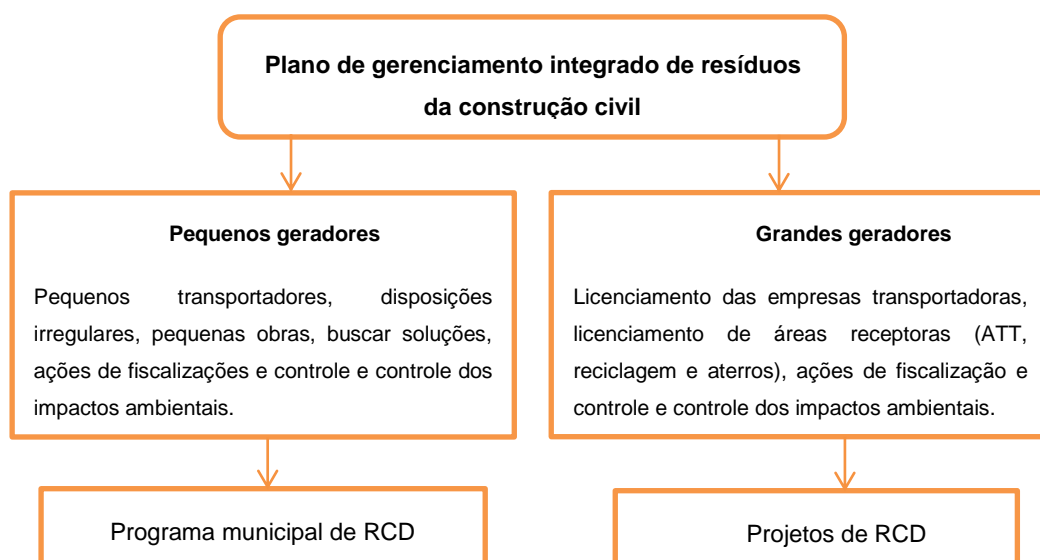 Plano de gerenciamento integrado de resíduos
da construção civil
Pequenos geradores
Pequenos transportadores, disposições
irregulares, pequenas obras, buscar soluções,
ações de fiscalizações e controle e controle dos
impactos ambientais.
Grandes geradores
Licenciamento das empresas transportadoras,
licenciamento de áreas receptoras (ATT,
reciclagem e aterros), ações de fiscalização e
controle e controle dos impactos ambientais.
Programa municipal de RCD
Projetos de RCD